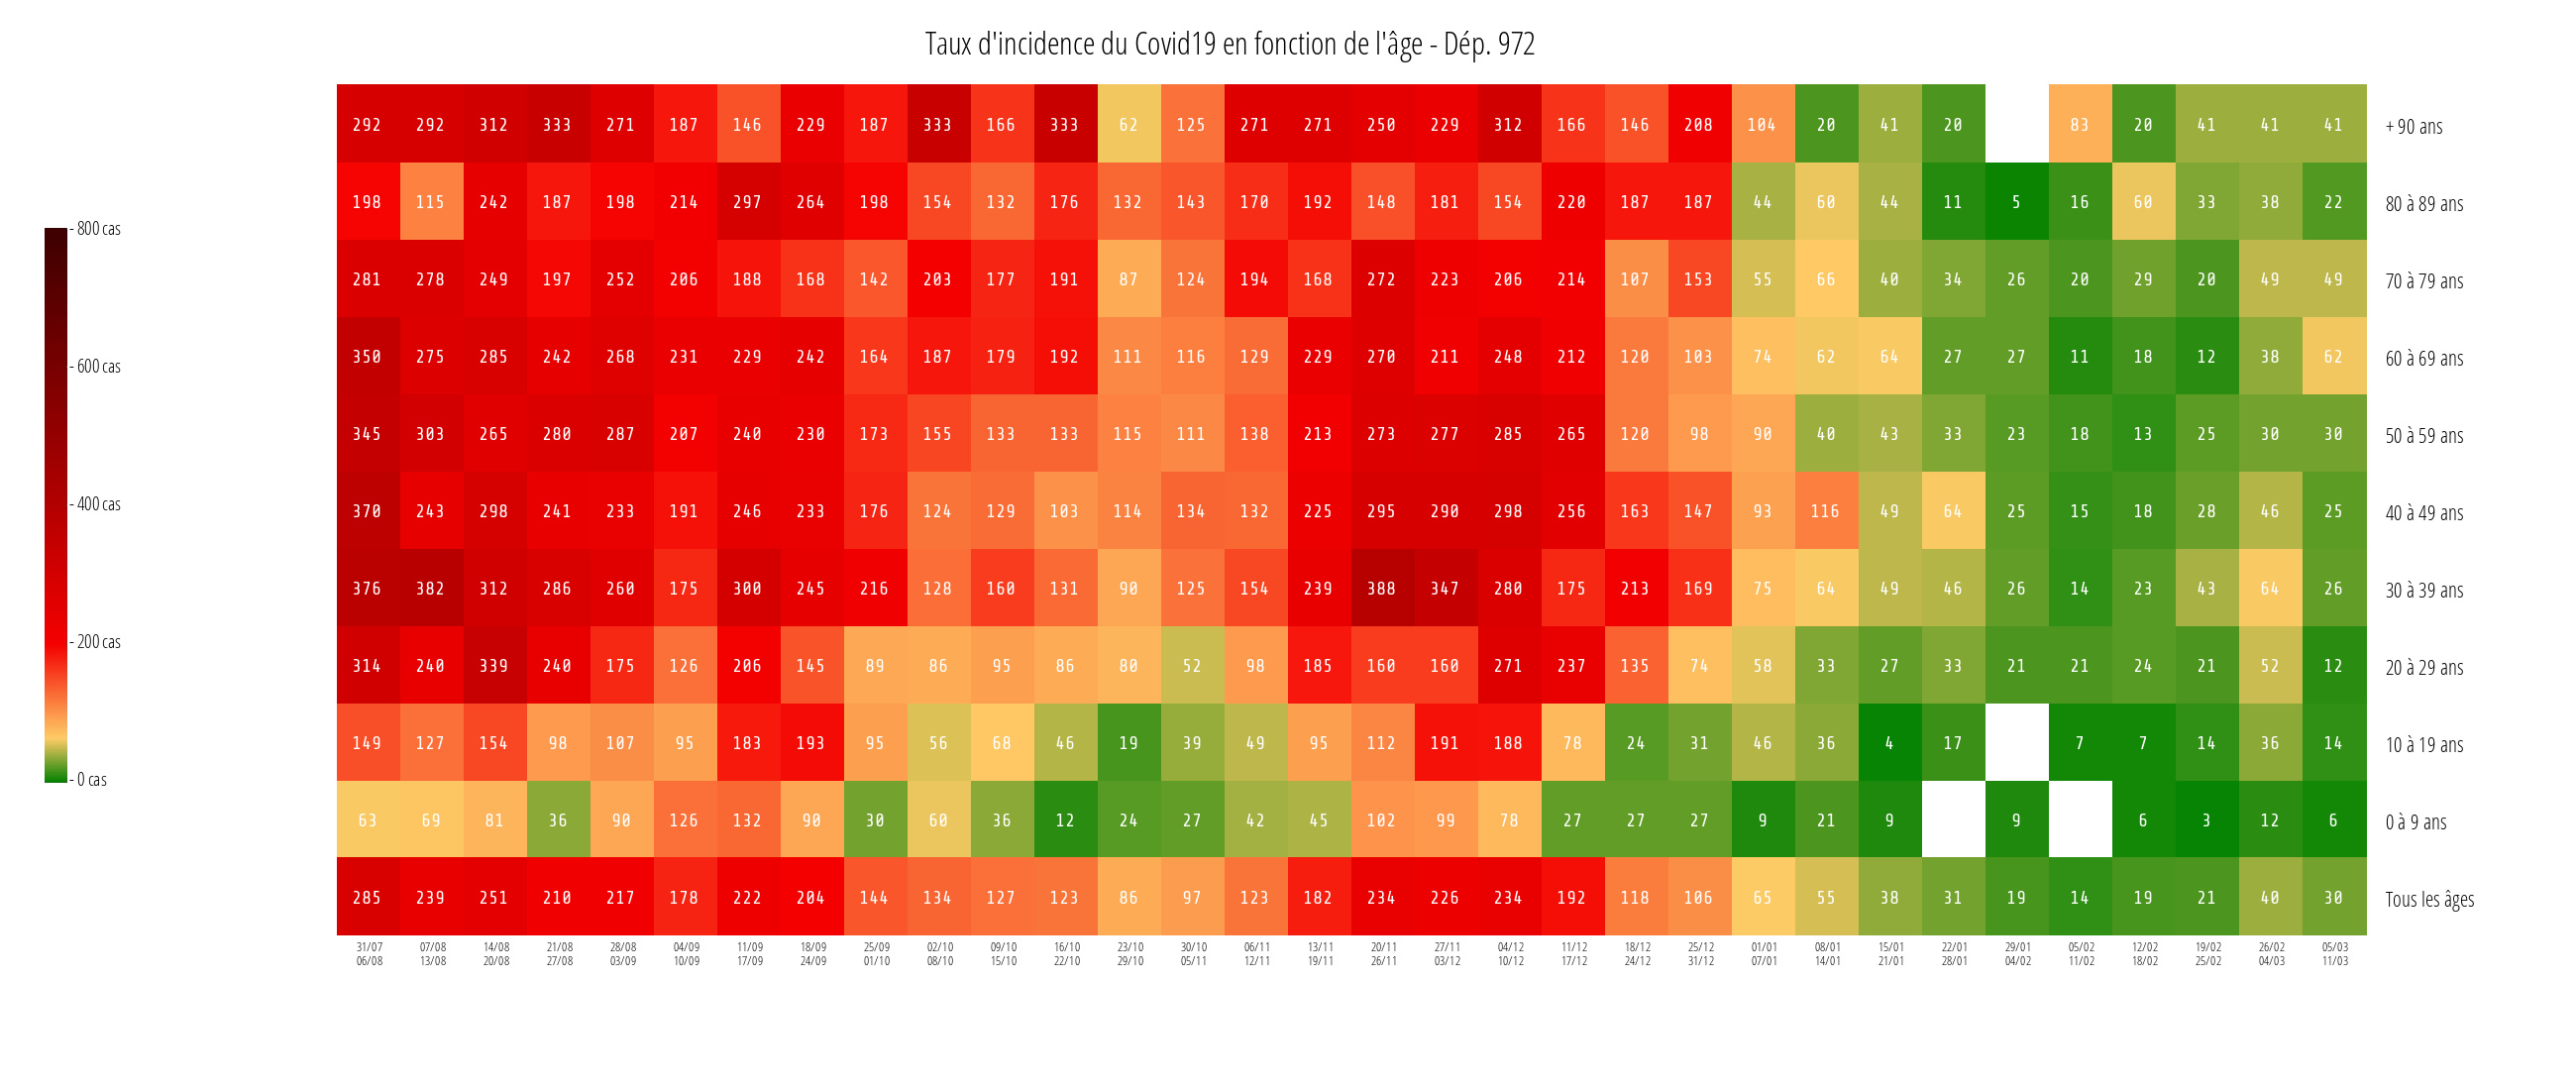 Taux d'incidence du Covid19 en fonction de l'âge - Dép. 972
- 800 cas
- 600 cas
- 400 cas
- 200 cas
- 0 cas
292 292 312 333 271 187 146 229 187 333 166 333 62 125 271 271 250 229 312 166 146 208 104 20 41 20 83 20 41 41 41 + 90 ans
198 115 242 187 198 214 297 264 198 154 132 176 132 143 170 192 148 181 154 220 187 187 44 60 44 11 5 16 60 33 38 22 80 à 89 ans
281 278 249 197 252 206 188 168 142 203 177 191 87 124 194 168 272 223 206 214 107 153 55 66 40 34 26 20 29 20 49 49 70 à 79 ans
350 275 285 242 268 231 229 242 164 187 179 192 111 116 129 229 270 211 248 212 120 103 74 62 64 27 27 11 18 12 38 62 60 à 69 ans
345 303 265 280 287 207 240 230 173 155 133 133 115 111 138 213 273 277 285 265 120 98 90 40 43 33 23 18 13 25 30 30 50 à 59 ans
370 243 298 241 233 191 246 233 176 124 129 103 114 134 132 225 295 290 298 256 163 147 93 116 49 64 25 15 18 28 46 25 40 à 49 ans
376 382 312 286 260 175 300 245 216 128 160 131 90 125 154 239 388 347 280 175 213 169 75 64 49 46 26 14 23 43 64 26 30 à 39 ans
314 240 339 240 175 126 206 145 89 86 95 86 80 52 98 185 160 160 271 237 135 74 58 33 27 33 21 21 24 21 52 12 20 à 29 ans
149 127 154 98 107 95 183 193 95 56 68 46 19 39 49 95 112 191 188 78 24 31 46 36 4 17 7 7 14 36 14 10 à 19 ans
63 69 81 36 90 126 132 90 30 60 36 12 24 27 42 45 102 99 78 27 27 27 9 21 9 9 6 3 12 6 0 à 9 ans
285 239 251 210 217 178 222 204 144 134 127 123 86 97 123 182 234 226 234 192 118 106 65 55 38 31 19 14 19 21 40 30 Tous les âges
31/07 07/08 14/08 21/08 28/08 04/09 11/09 18/09 25/09 02/10 09/10 16/10 23/10 30/10 06/11 13/11 20/11 27/11 04/12 11/12 18/12 25/12 01/01 08/01 15/01 22/01 29/01 05/02 12/02 19/02 26/02 05/03
06/08 13/08 20/08 27/08 03/09 10/09 17/09 24/09 01/10 08/10 15/10 22/10 29/10 05/11 12/11 19/11 26/11 03/12 10/12 17/12 24/12 31/12 07/01 14/01 21/01 28/01 04/02 11/02 18/02 25/02 04/03 11/03